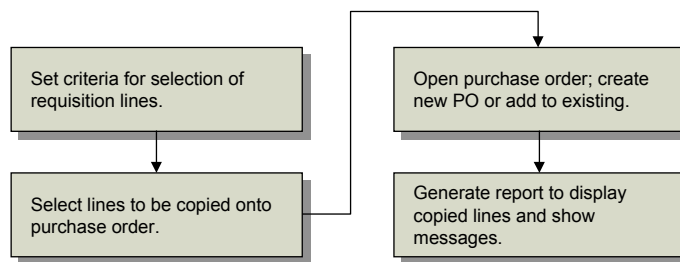 Set criteria for selection of
requisition lines.
Select lines to be copied onto
purchase order.
Open purchase order; create
new PO or add to existing.
Generate report to display
copied lines and show
messages.